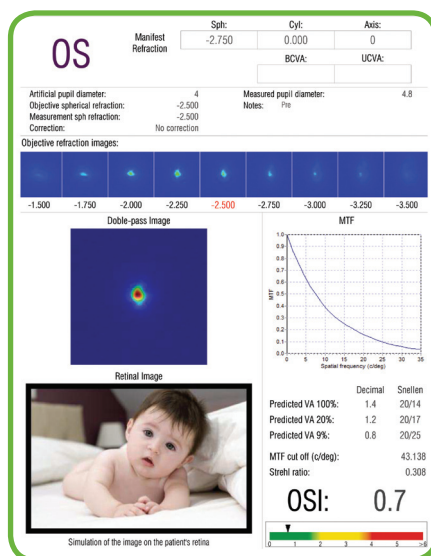 OS
Manifest Refraction
Sph: Cyl: Axis:
-2.750 0.000 0
BCVA: UCVA:
Artificial pupil diameter: 4 Measured pupil diameter: 4.8
Objective spherical refraction: -2.500 Notes: Pre
Measurement sph refraction: -2.500
Correction: No correction
Objective refraction images:
-1.500 -1.750 -2.000 -2.250 -2.500 -2.750 -3.000 -3.250 -3.500
Doble-pass Image
MTF
1.0
0.9
0.8
0.7
0.6
0.5
0.4
0.3
0.2
0.1
0.0
MTF
0 5 10 15 20 25 30 35
Spatial frequency (c/deg)
Retinal Image
Simulation of the image on the patient's retina
Decimal Snellen
Predicted VA 100%: 1.4 20/14
Predicted VA 20%: 1.2 20/17
Predicted VA 9%: 0.8 20/25
MTF cut off (c/deg): 43.138
Strehl ratio: 0.308
OSI: 0.7
0 1 2 3 4 5 >6